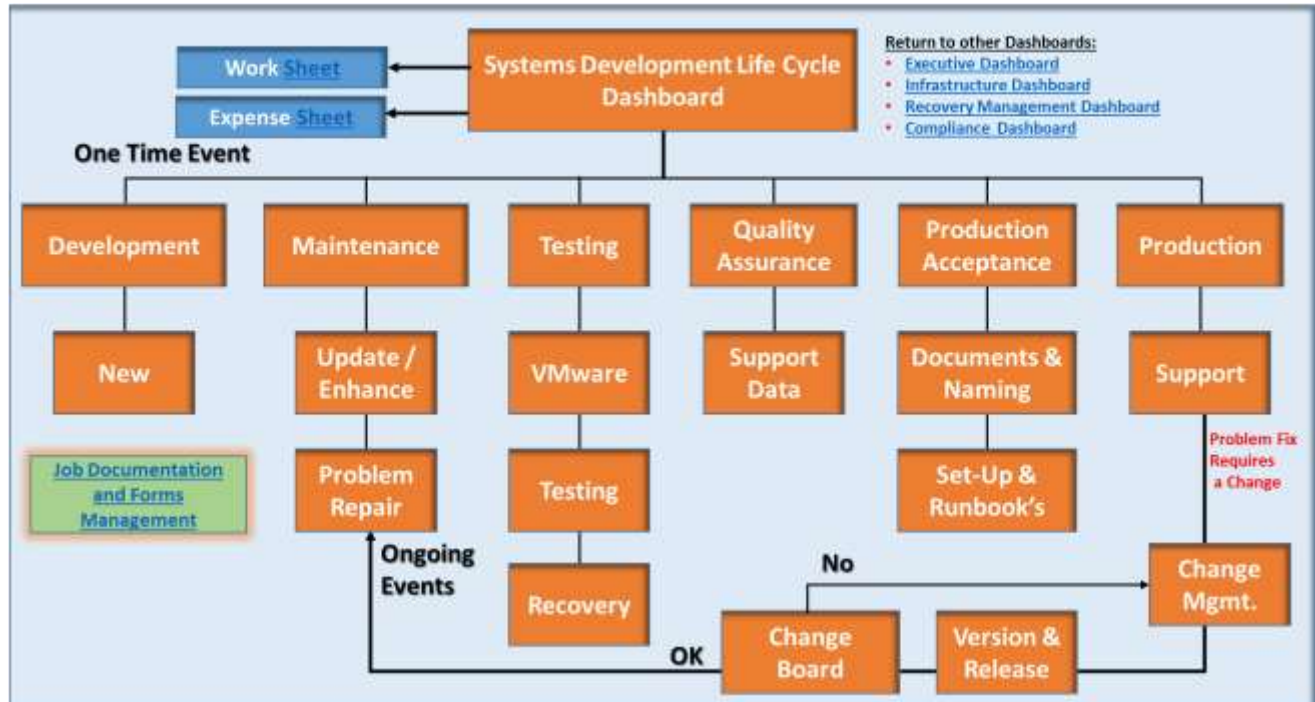 Work Sheet
Expense Sheet
Systems Development Life Cycle
Dashboard
Return to other Dashboards:
• Executive Dashboard
• Infrastructure Dashboard
• Recovery Management Dashboard
• Compliance Dashboard
One Time Event
Development
Maintenance
Testing
Quality
Assurance
Production
Acceptance
Production
New
Update /
Enhance
VMware
Support
Data
Documents &
Naming
Support
Job Documentation
and Forms
Management
Problem
Repair
Testing
Set-Up &
Runbook's
Problem Fix
Requires
a Change
Ongoing
Events
Recovery
No
Change
Mgmt.
OK
Change
Board
Version &
Release